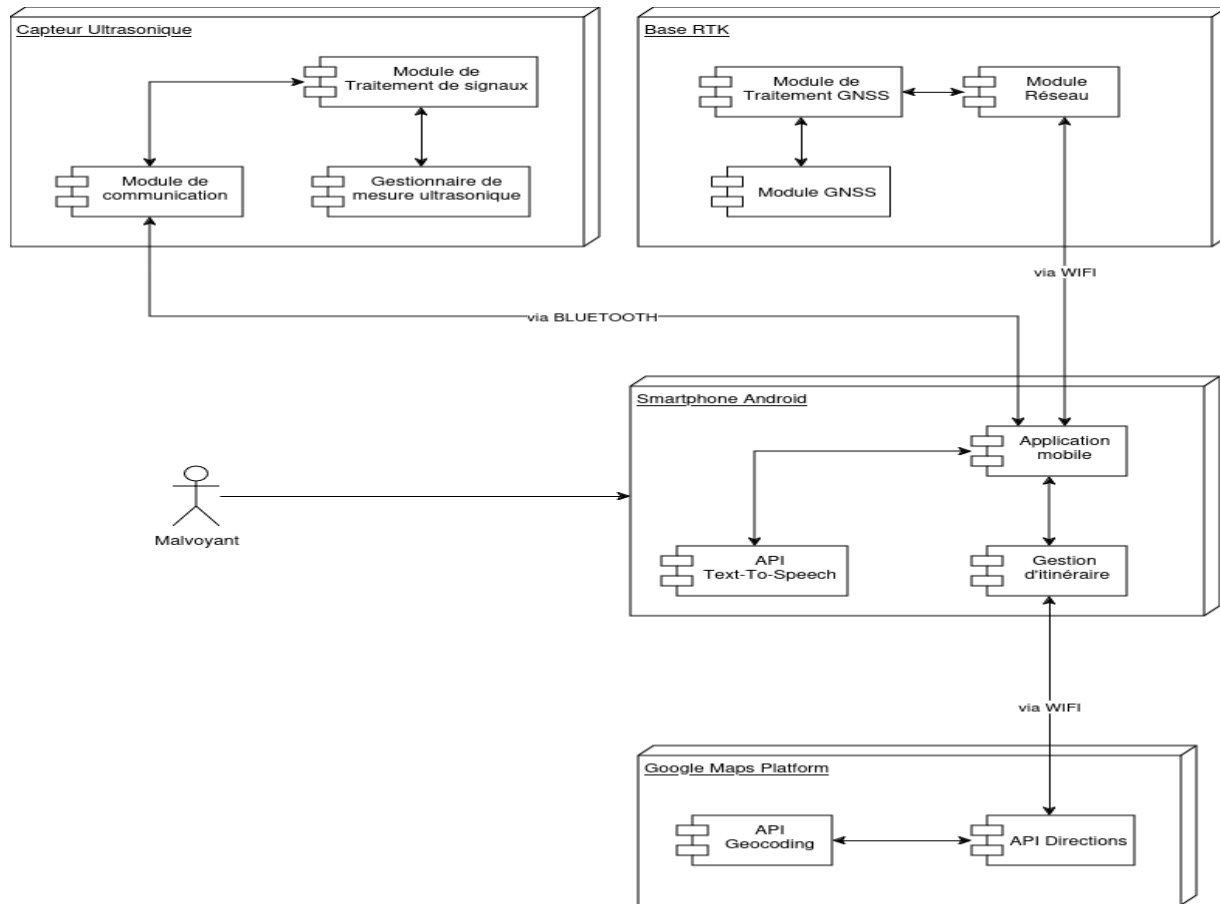 Capteur Ultrasonique
Module de
Traitement de signaux
Module de
communication
Gestionnaire de
mesure ultrasonique
Base RTK
Module de
Traitement GNSS
Module
Réseau
Module GNSS
via WIFI
via BLUETOOTH
Smartphone Android
Application
mobile
API
Text-To-Speech
Gestion
d'itinéraire
Malvoyant
via WIFI
Google Maps Platform
API
Geocoding
API Directions